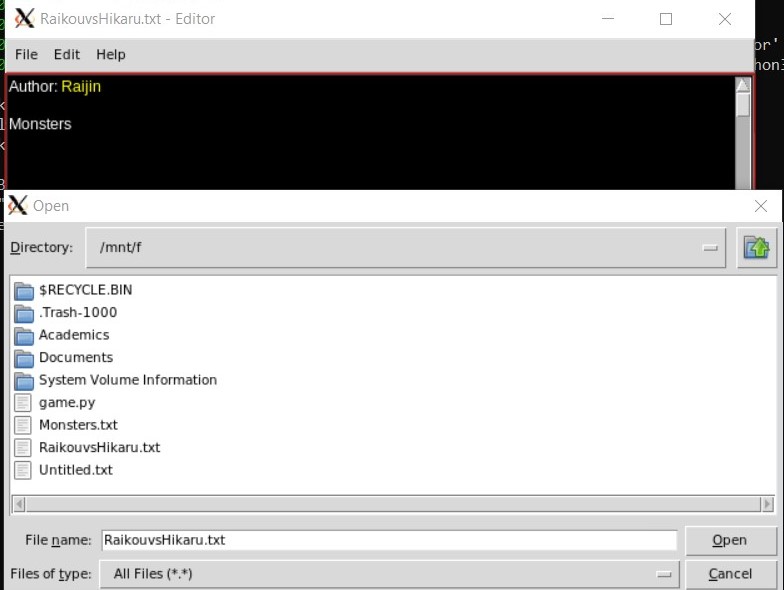 RaikouvsHikaru.txt - Editor
File Edit Help
Author: Raijin
Monsters
Open
Directory: /mnt/f
$RECYCLE.BIN
.Trash-1000
Academics
Documents
System Volume Information
game.py
Monsters.txt
RaikouvsHikaru.txt
Untitled.txt
File name: RaikouvsHikaru.txt Open
Files of type: All Files (*.*) Cancel